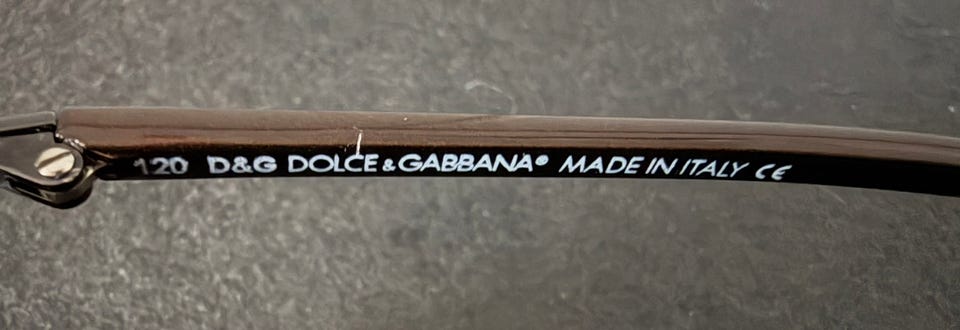 120 D&G DOLCE & GABBANA® MADE IN ITALY CE